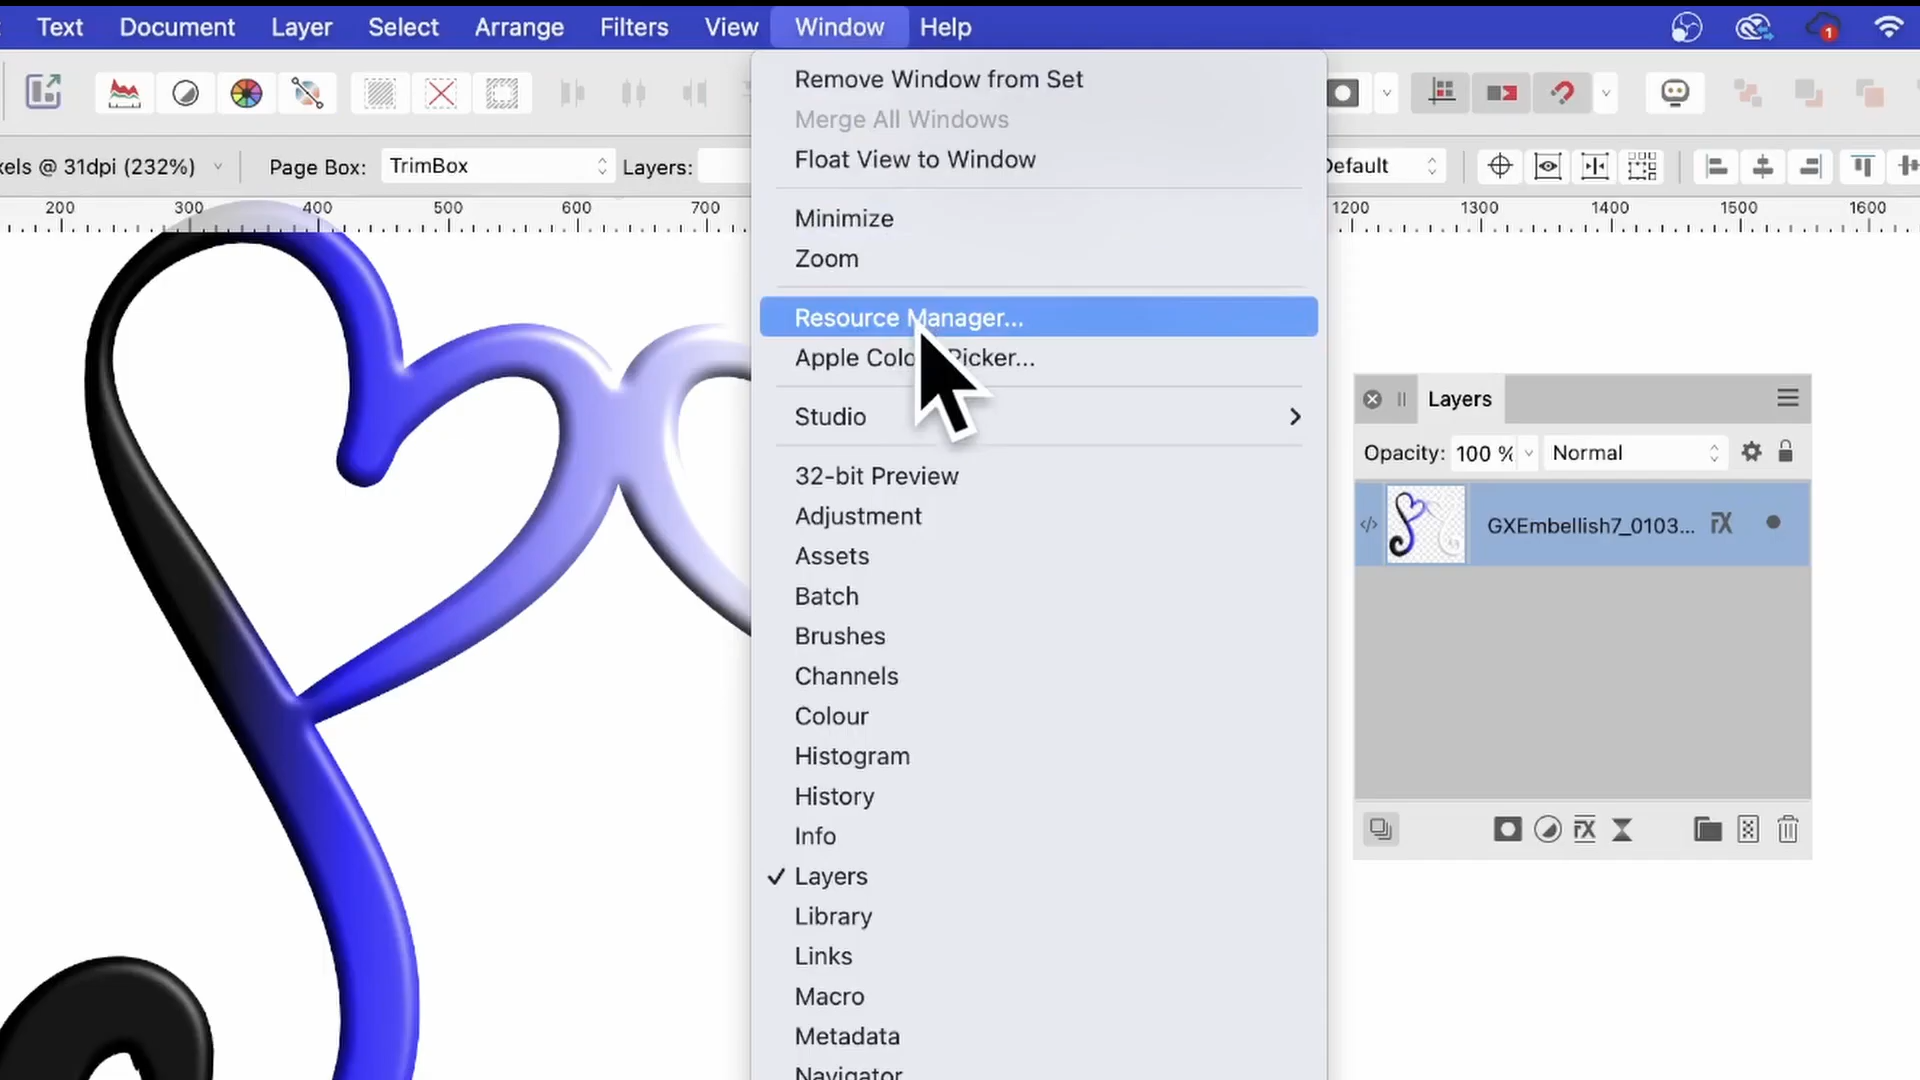 Text Document Layer Select Arrange Filters View Window Help
1
xels @ 31dpi (232%) Page Box: TrimBox Layers: Default
200 300 400 500 600 700 1200 1300 1400 1500 1600
Remove Window from Set
Merge All Windows
Float View to Window
Minimize
Zoom
Resource Manager...
Apple Colo Picker...
Studio
32-bit Preview
Adjustment
Assets
Batch
Brushes
Channels
Colour
Histogram
History
Info
✓ Layers
Library
Links
Macro
Metadata
Navigator
Layers
Opacity: 100 % Normal
GXEmbellish7_0103...